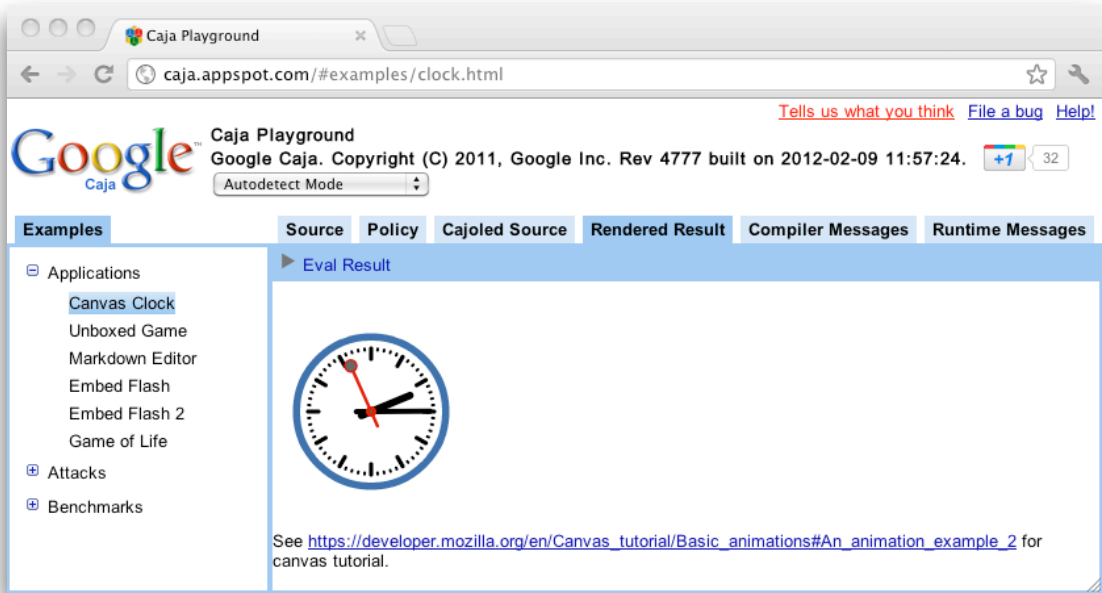 Caja Playground
caja.appspot.com/#examples/clock.html
Tells us what you think File a bug Help!
Google™
Caja
Caja Playground
Google Caja. Copyright (C) 2011, Google Inc. Rev 4777 built on 2012-02-09 11:57:24.
+1 32
Autodetect Mode
Examples
Source Policy Cajoled Source Rendered Result Compiler Messages Runtime Messages
Applications
Canvas Clock
Unboxed Game
Markdown Editor
Embed Flash
Embed Flash 2
Game of Life
Attacks
Benchmarks
Eval Result
See https://developer.mozilla.org/en/Canvas_tutorial/Basic_animations#An_animation_example_2 for
canvas tutorial.